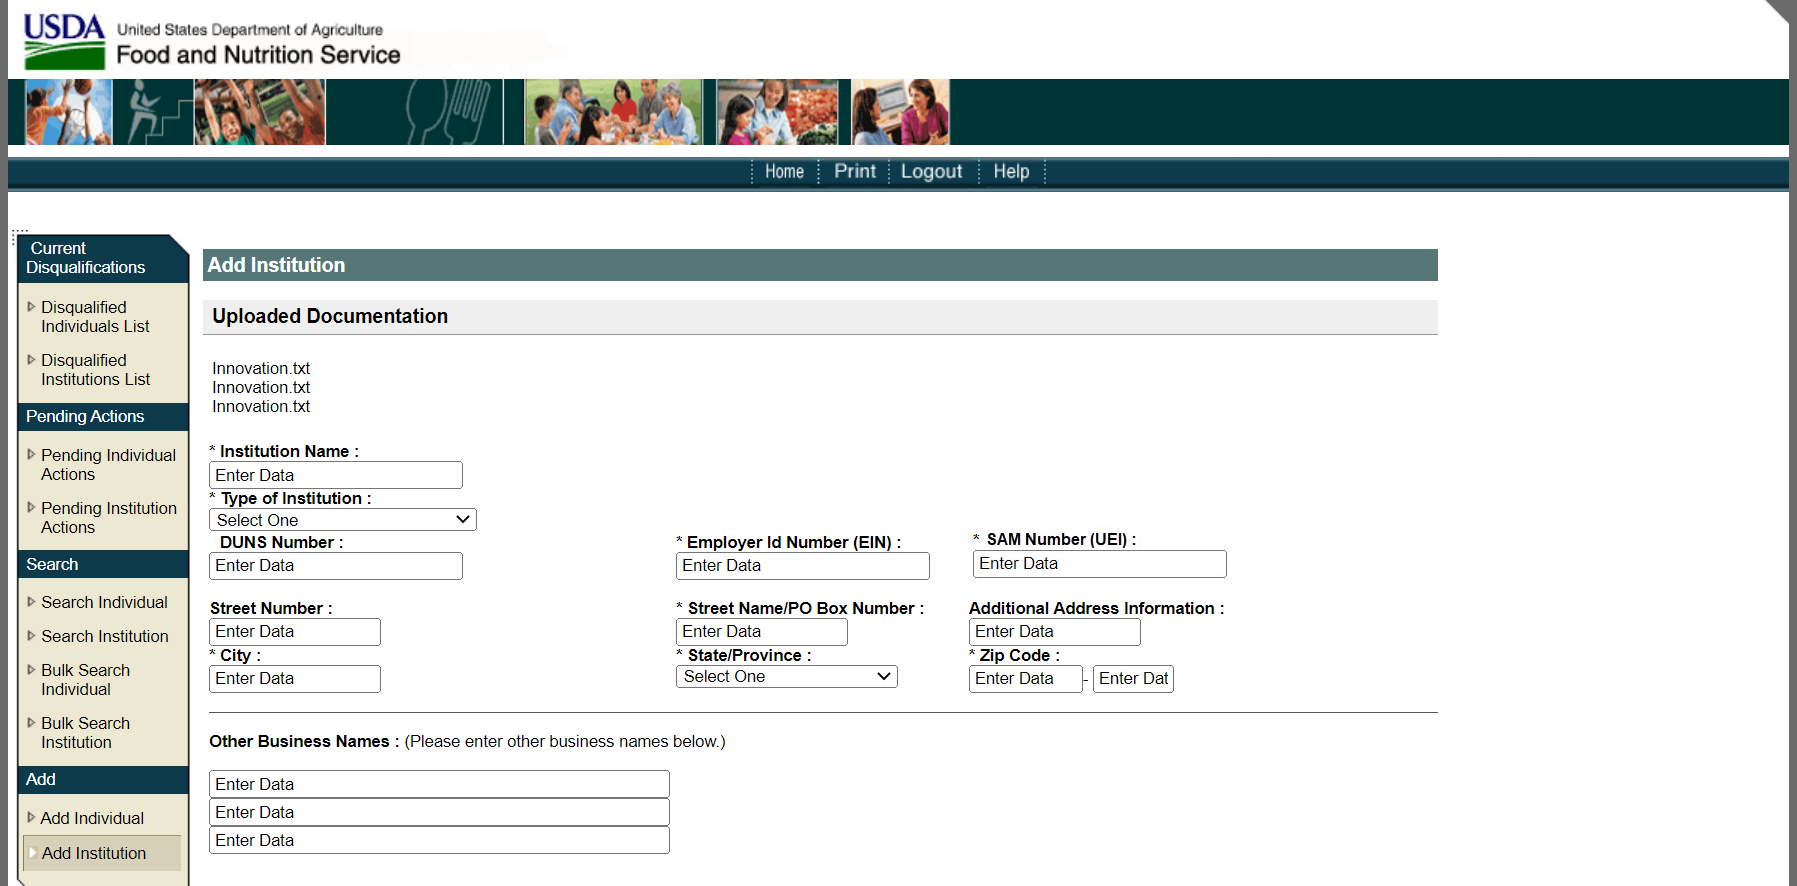 USDA
United States Department of Agriculture
Food and Nutrition Service
Home
Print
Logout
Help
Current
Disqualifications
Disqualified
Individuals List
Disqualified
Institutions List
Pending Actions
Pending Individual
Actions
Pending Institution
Actions
Search
Search Individual
Search Institution
Bulk Search
Individual
Bulk Search
Institution
Add
Add Individual
Add Institution
Add Institution
Uploaded Documentation
Innovation.txt
Innovation.txt
Innovation.txt
* Institution Name :
Enter Data
* Type of Institution :
Select One
DUNS Number :
Enter Data
* Employer Id Number (EIN) :
Enter Data
* SAM Number (UEI) :
Enter Data
Street Number :
Enter Data
* Street Name/PO Box Number :
Enter Data
Additional Address Information :
Enter Data
* City :
Enter Data
* State/Province :
Select One
* Zip Code :
Enter Data - Enter Dat
Other Business Names : (Please enter other business names below.)
Enter Data
Enter Data
Enter Data